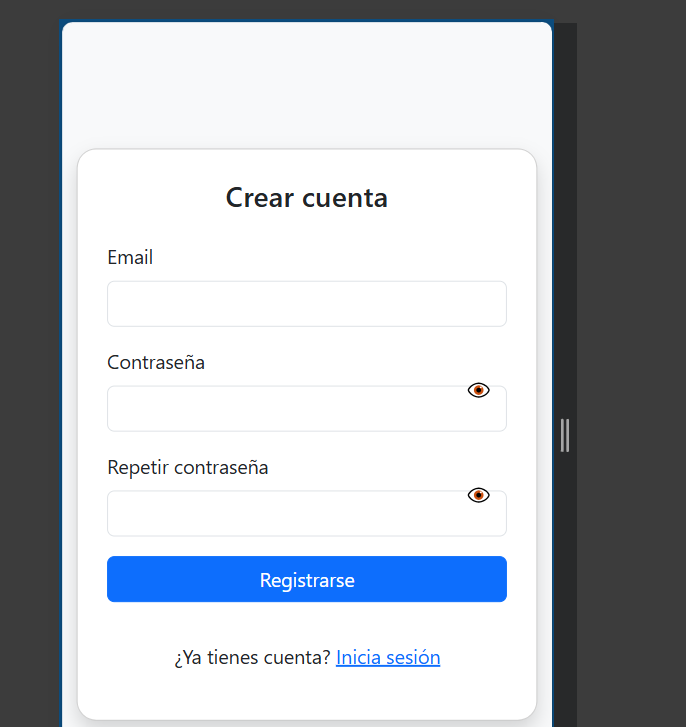 Crear cuenta
Email
Contraseña
Repetir contraseña
Registrarse
¿Ya tienes cuenta? Inicia sesión